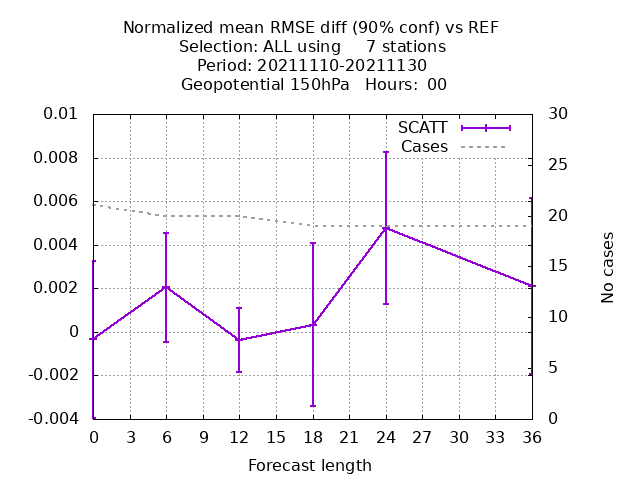 Normalized mean RMSE diff (90% conf) vs REF
Selection: ALL using     7 stations
Period: 20211110-20211130
Geopotential 150hPa   Hours:  00
SCATT
Cases
0.01
0.008
0.006
0.004
0.002
0
-0.002
-0.004
30
25
20
15
10
5
0
No cases
0 3 6 9 12 15 18 21 24 27 30 33 36
Forecast length